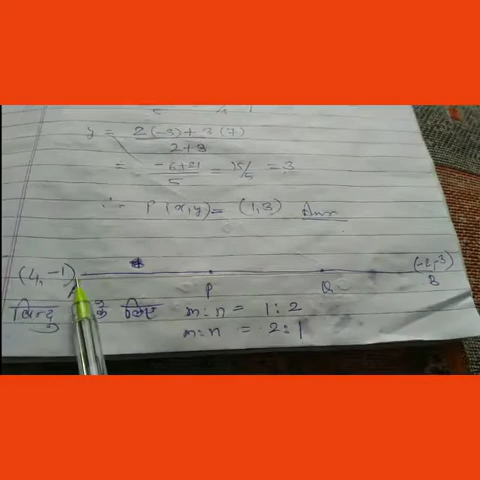 y = 2(-3)+3(7) / 2+3
= -6+21 / 5 = 15/5 = 3
∴ P(x,y) = (1,3) Ans
(4,-1) (-2,-3)
P Q B
बिन्दु के लिए m:n = 1:2
m:n = 2:1